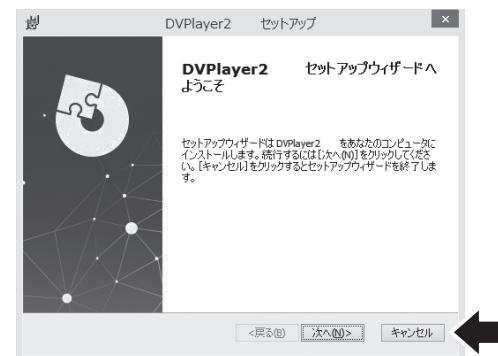 DVPlayer2 セットアップ
×
DVPlayer2 セットアップウィザードへ
ようこそ
セットアップウィザードは DVPlayer2 をあなたのコンピュータに
インストールします。続行するには[次へ(N)]をクリックしてくださ
い。[キャンセル]をクリックするとセットアップウィザードを終了しま
す。
<戻る(B) 次へ(N)> キャンセル